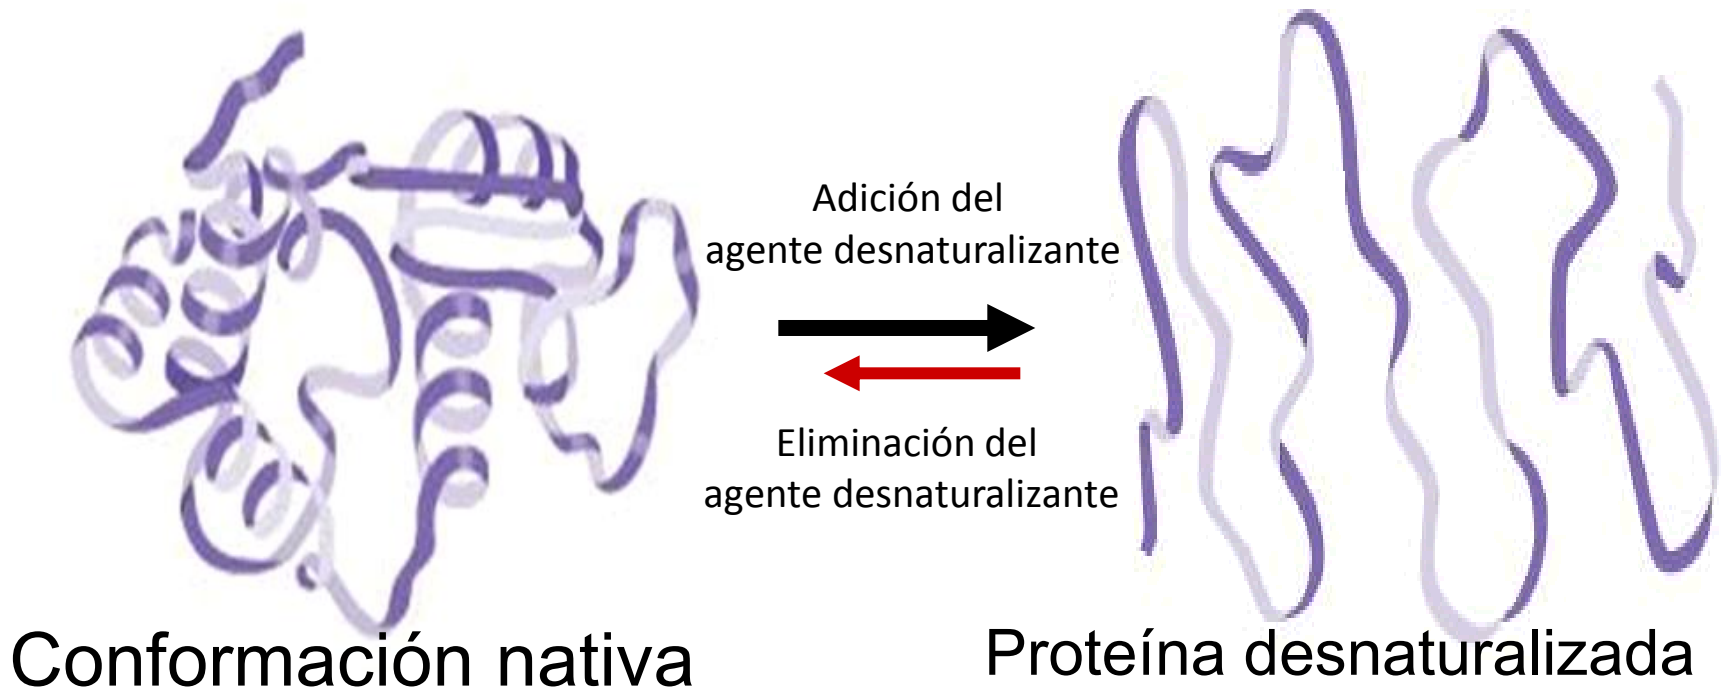 Adición del
agente desnaturalizante
Eliminación del
agente desnaturalizante
Conformación nativa
Proteína desnaturalizada